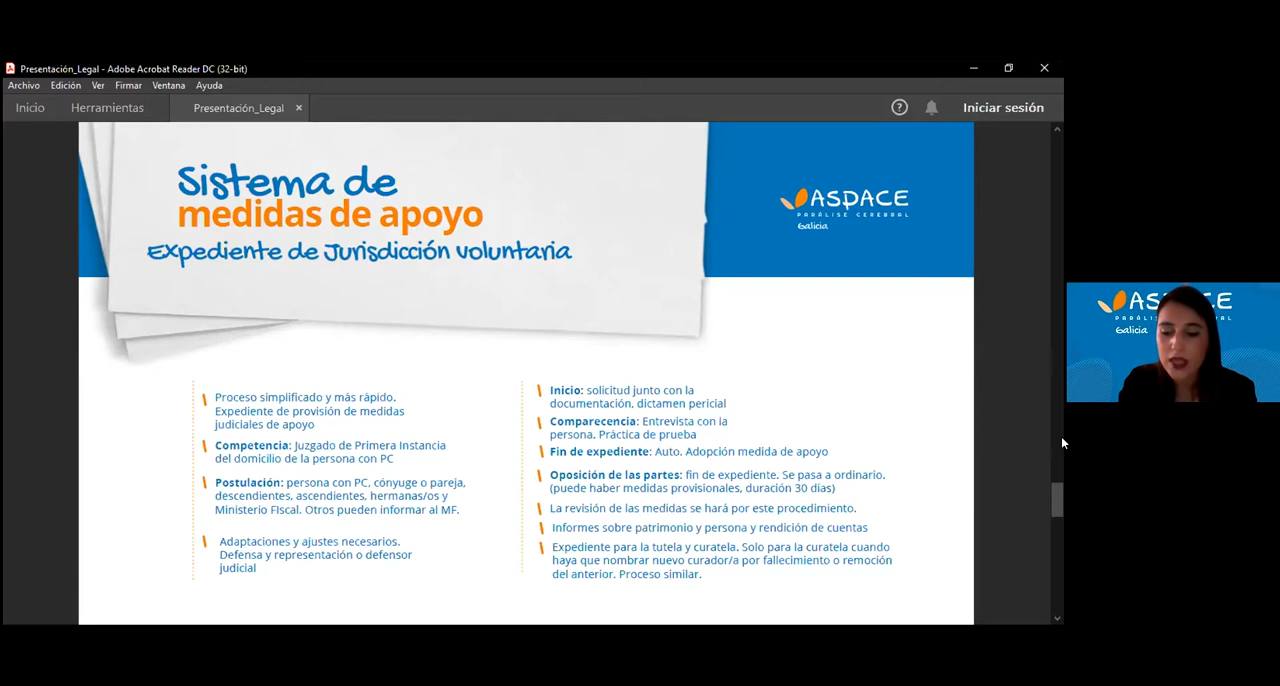 Presentación_Legal - Adobe Acrobat Reader DC (32-bit)
Archivo Edición Ver Firmar Ventana Ayuda
Inicio Herramientas Presentación_Legal × ? Iniciar sesión
Sistema de
medidas de apoyo
Expediente de Jurisdicción voluntaria
ASPACE
PARÁLISE CEREBRAL
Galicia
Proceso simplificado y más rápido.
Expediente de provisión de medidas
judiciales de apoyo
Competencia: Juzgado de Primera Instancia
del domicilio de la persona con PC
Postulación: persona con PC, cónyuge o pareja,
descendientes, ascendientes, hermanas/os y
Ministerio FIscal. Otros pueden informar al MF.
Adaptaciones y ajustes necesarios.
Defensa y representación o defensor
judicial
Inicio: solicitud junto con la
documentación, dictamen pericial
Comparecencia: Entrevista con la
persona. Práctica de prueba
Fin de expediente: Auto. Adopción medida de apoyo
Oposición de las partes: fin de expediente. Se pasa a ordinario.
(puede haber medidas provisionales, duración 30 días)
La revisión de las medidas se hará por este procedimiento.
Informes sobre patrimonio y persona y rendición de cuentas
Expediente para la tutela y curatela. Solo para la curatela cuando
haya que nombrar nuevo curador/a por fallecimiento o remoción
del anterior. Proceso similar.
Galicia